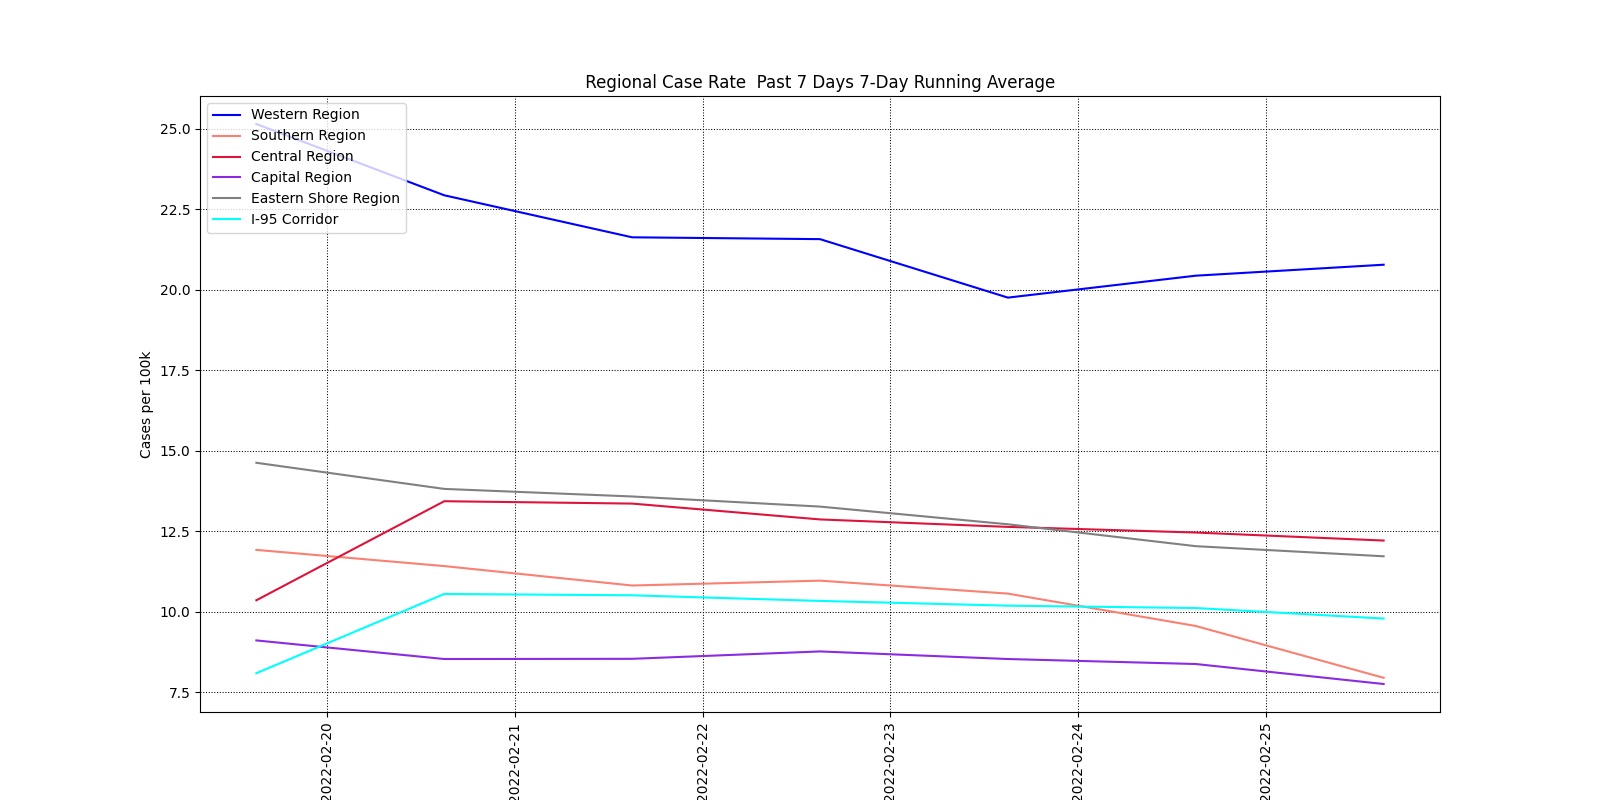 Regional Case Rate  Past 7 Days 7-Day Running Average
Western Region
Southern Region
Central Region
Capital Region
Eastern Shore Region
I-95 Corridor
Cases per 100k
25.0
22.5
20.0
17.5
15.0
12.5
10.0
7.5
2022-02-20
2022-02-21
2022-02-22
2022-02-23
2022-02-24
2022-02-25